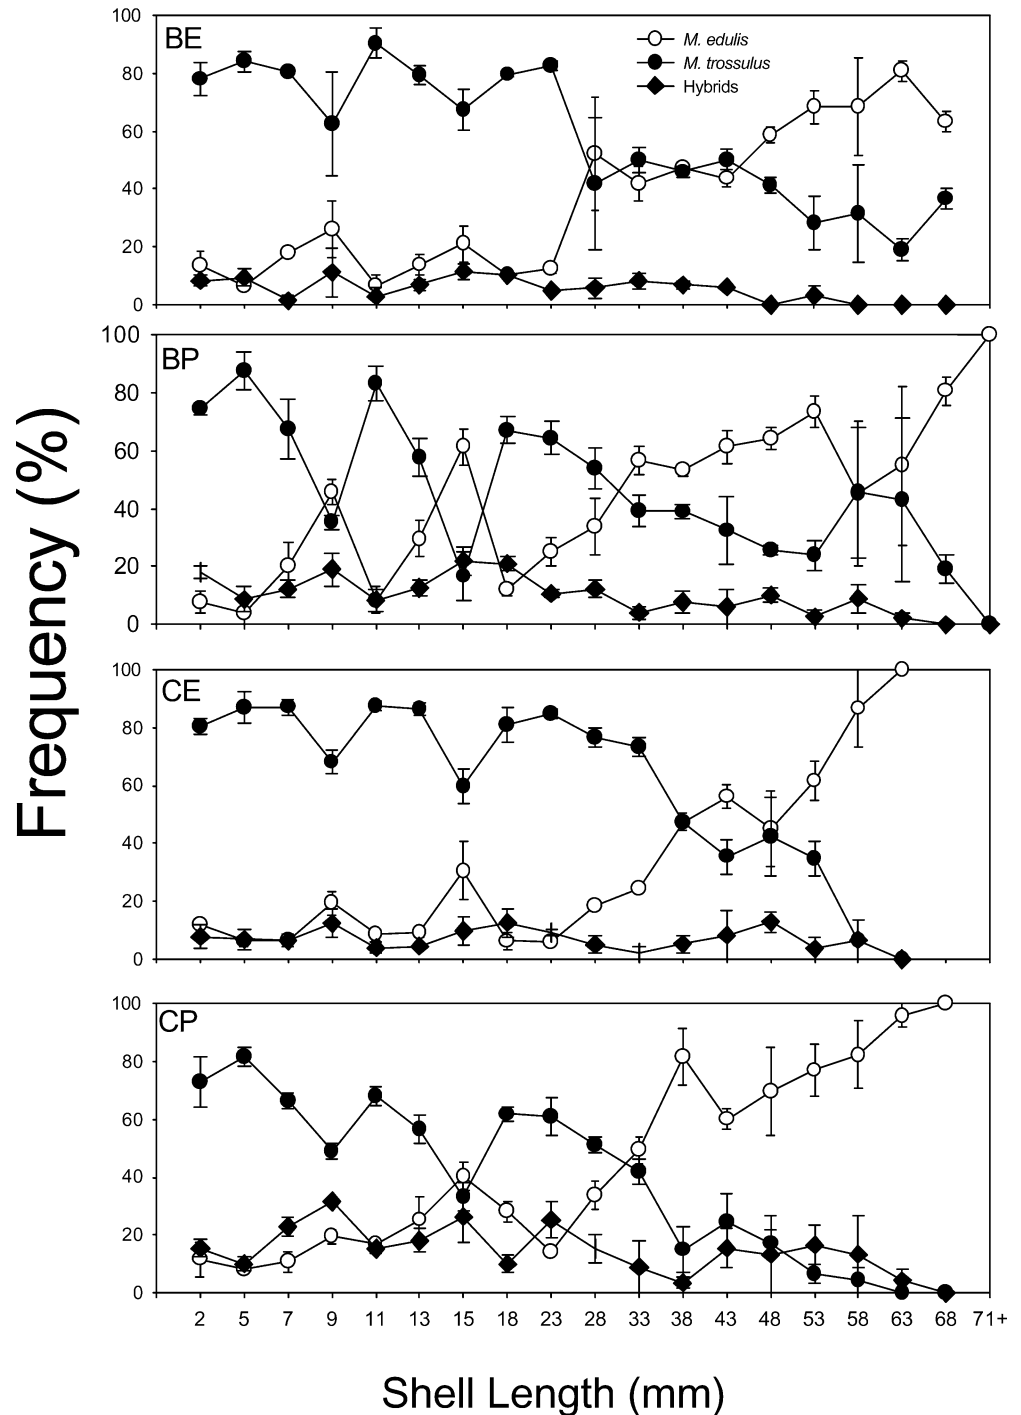 Frequency (%)
BE
M. edulis
M. trossulus
Hybrids
100
80
60
40
20
0
BP
100
80
60
40
20
0
CE
100
80
60
40
20
0
CP
100
80
60
40
20
0
2 5 7 9 11 13 15 18 23 28 33 38 43 48 53 58 63 68 71+
Shell Length (mm)